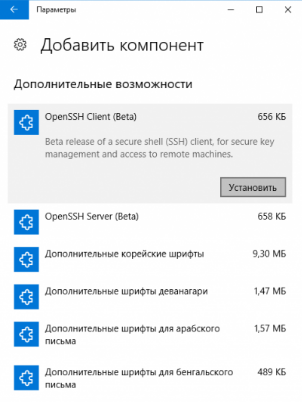 Параметры
Добавить компонент
Дополнительные возможности
OpenSSH Client (Beta) 656 КБ
Beta release of a secure shell (SSH) client, for secure key
management and access to remote machines.
Установить
OpenSSH Server (Beta) 658 КБ
Дополнительные корейские шрифты 9,30 МБ
Дополнительные шрифты деванагари 1,47 МБ
Дополнительные шрифты для арабского 1,57 МБ
письма
Дополнительные шрифты для бенгальского 489 КБ
письма